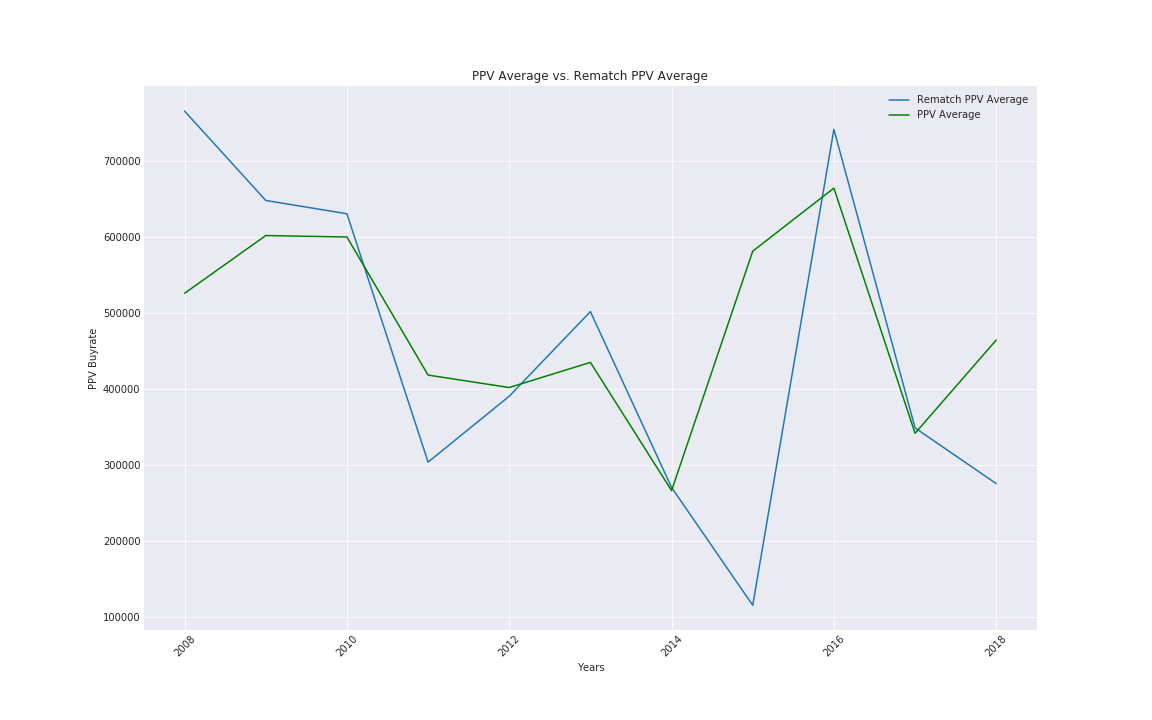 PPV Average vs. Rematch PPV Average
Rematch PPV Average
PPV Average
700000
600000
500000
400000
300000
200000
100000
PPV Buyrate
2008
2010
2012
2014
2016
2018
Years